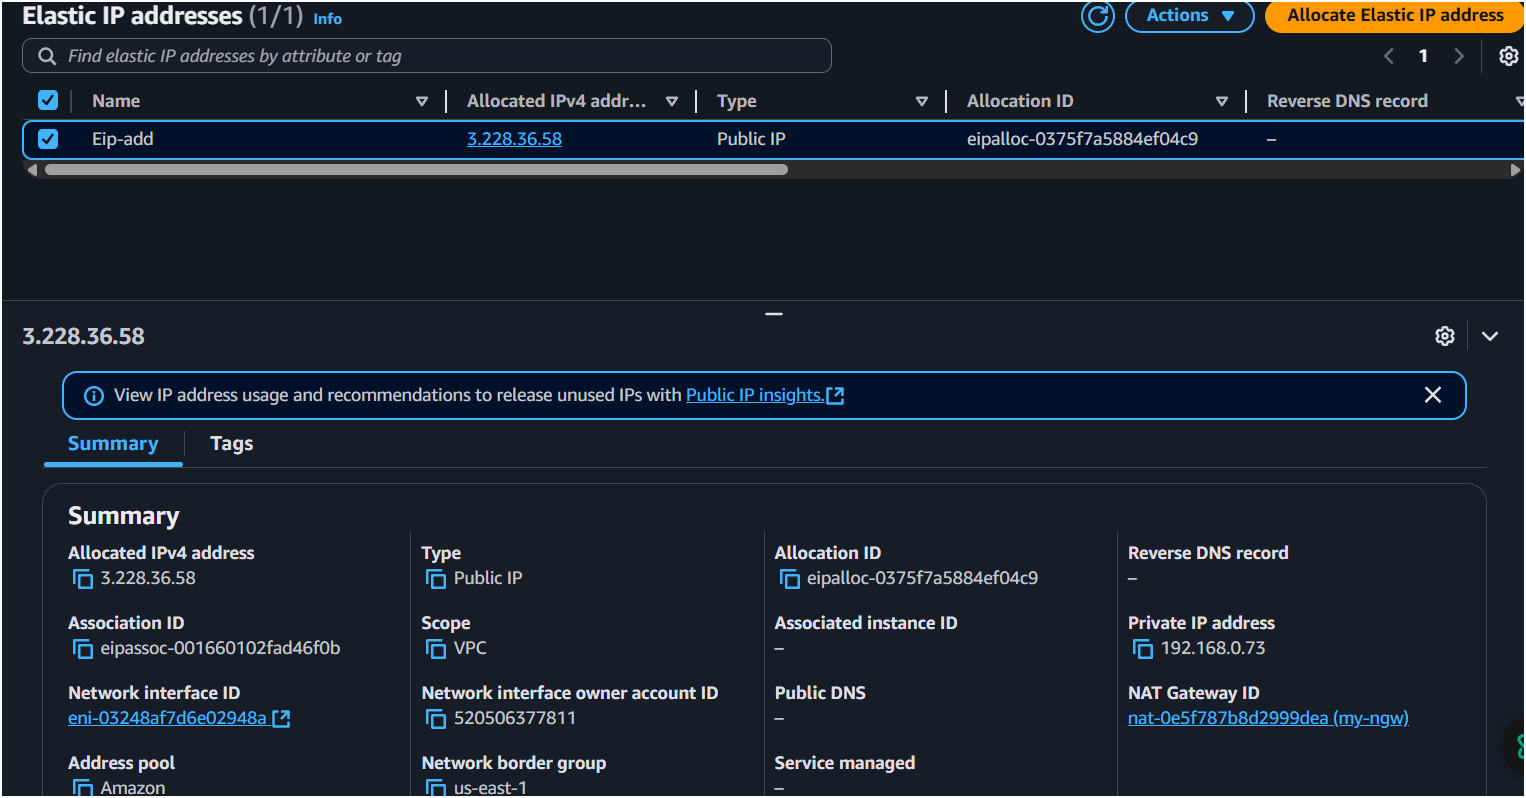 Elastic IP addresses (1/1) Info
Actions
Allocate Elastic IP address
Find elastic IP addresses by attribute or tag
1
Name Allocated IPv4 addr... Type Allocation ID Reverse DNS record
Eip-add 3.228.36.58 Public IP eipalloc-0375f7a5884ef04c9 –
3.228.36.58
View IP address usage and recommendations to release unused IPs with Public IP insights.
Summary Tags
Summary
Allocated IPv4 address Type Allocation ID Reverse DNS record
3.228.36.58 Public IP eipalloc-0375f7a5884ef04c9 –
Association ID Scope Associated instance ID Private IP address
eipassoc-001660102fad46f0b VPC – 192.168.0.73
Network interface ID Network interface owner account ID Public DNS NAT Gateway ID
eni-03248af7d6e02948a 520506377811 – nat-0e5f787b8d2999dea (my-ngw)
Address pool Network border group Service managed
Amazon us-east-1 –